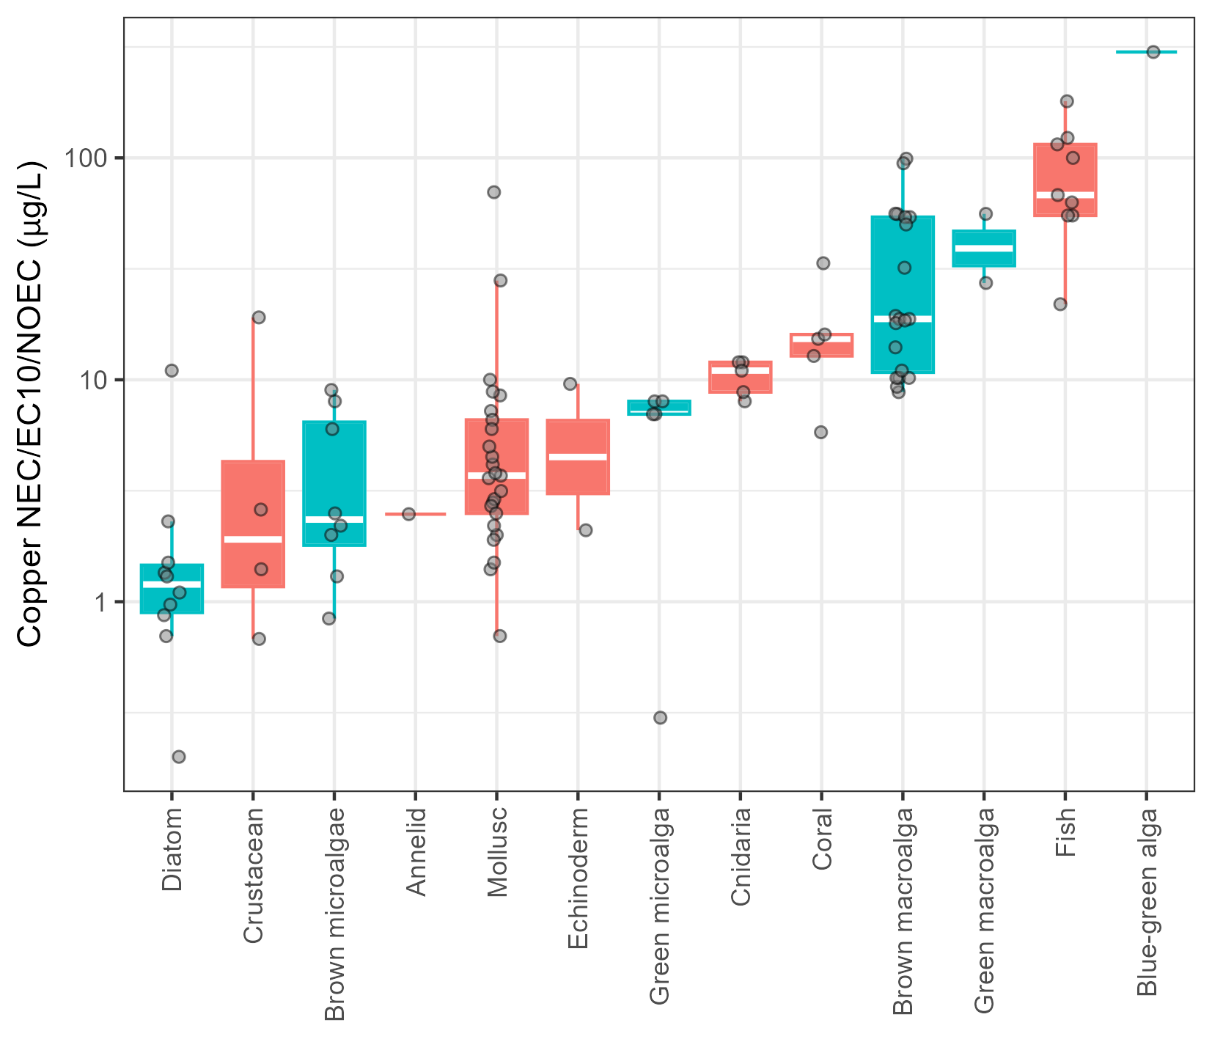 Copper NEC/EC10/NOEC (µg/L)
100
10
1
Diatom
Crustacean
Brown microalgae
Annelid
Mollusc
Echinoderm
Green microalga
Cnidaria
Coral
Brown macroalga
Green macroalga
Fish
Blue-green alga